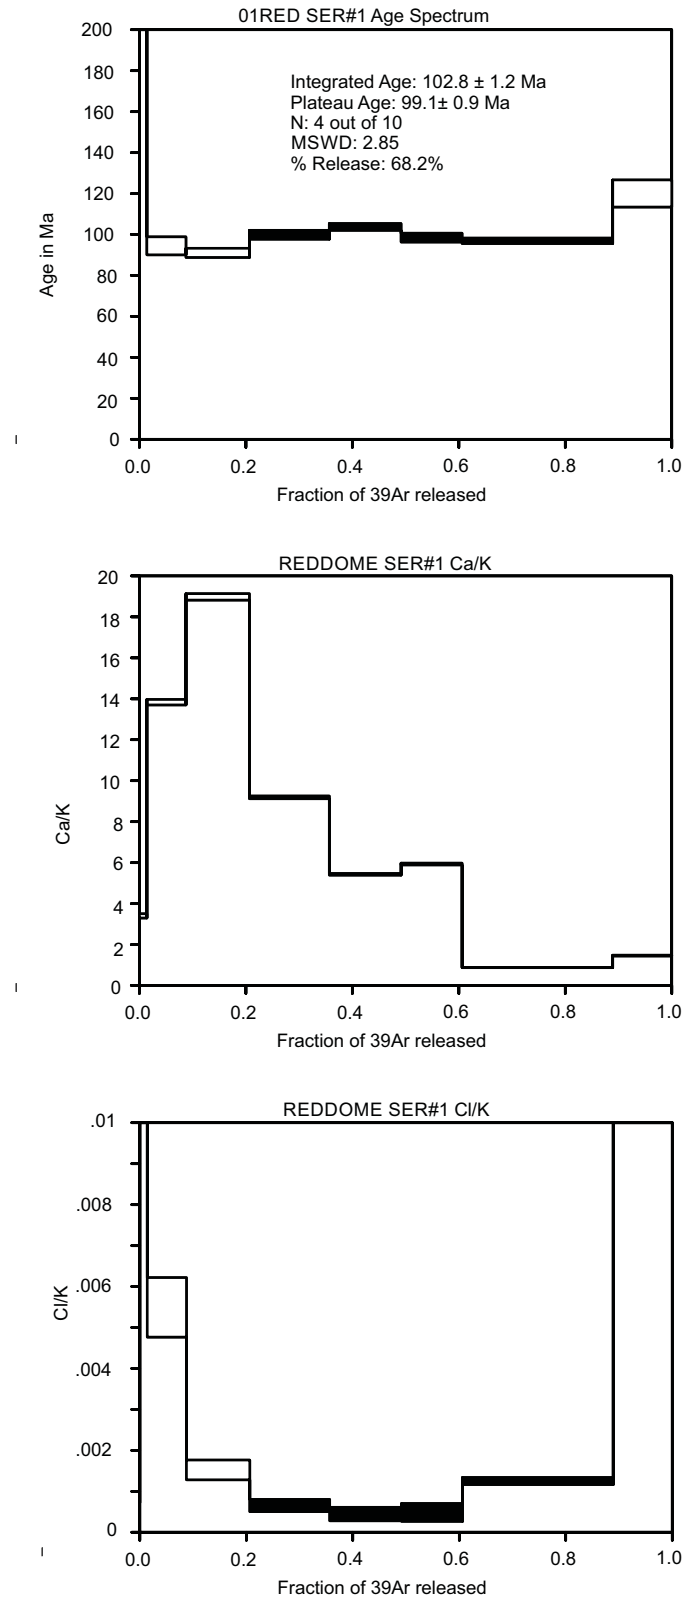 01RED SER#1 Age Spectrum
200
180
160
140
120
100
80
60
40
20
0
Age in Ma
Integrated Age: 102.8 ± 1.2 Ma
Plateau Age: 99.1± 0.9 Ma
N: 4 out of 10
MSWD: 2.85
% Release: 68.2%
0.0 0.2 0.4 0.6 0.8 1.0
Fraction of 39Ar released
REDDOME SER#1 Ca/K
20
18
16
14
12
10
8
6
4
2
0
Ca/K
0.0 0.2 0.4 0.6 0.8 1.0
Fraction of 39Ar released
REDDOME SER#1 Cl/K
.01
.008
.006
.004
.002
0
Cl/K
0.0 0.2 0.4 0.6 0.8 1.0
Fraction of 39Ar released